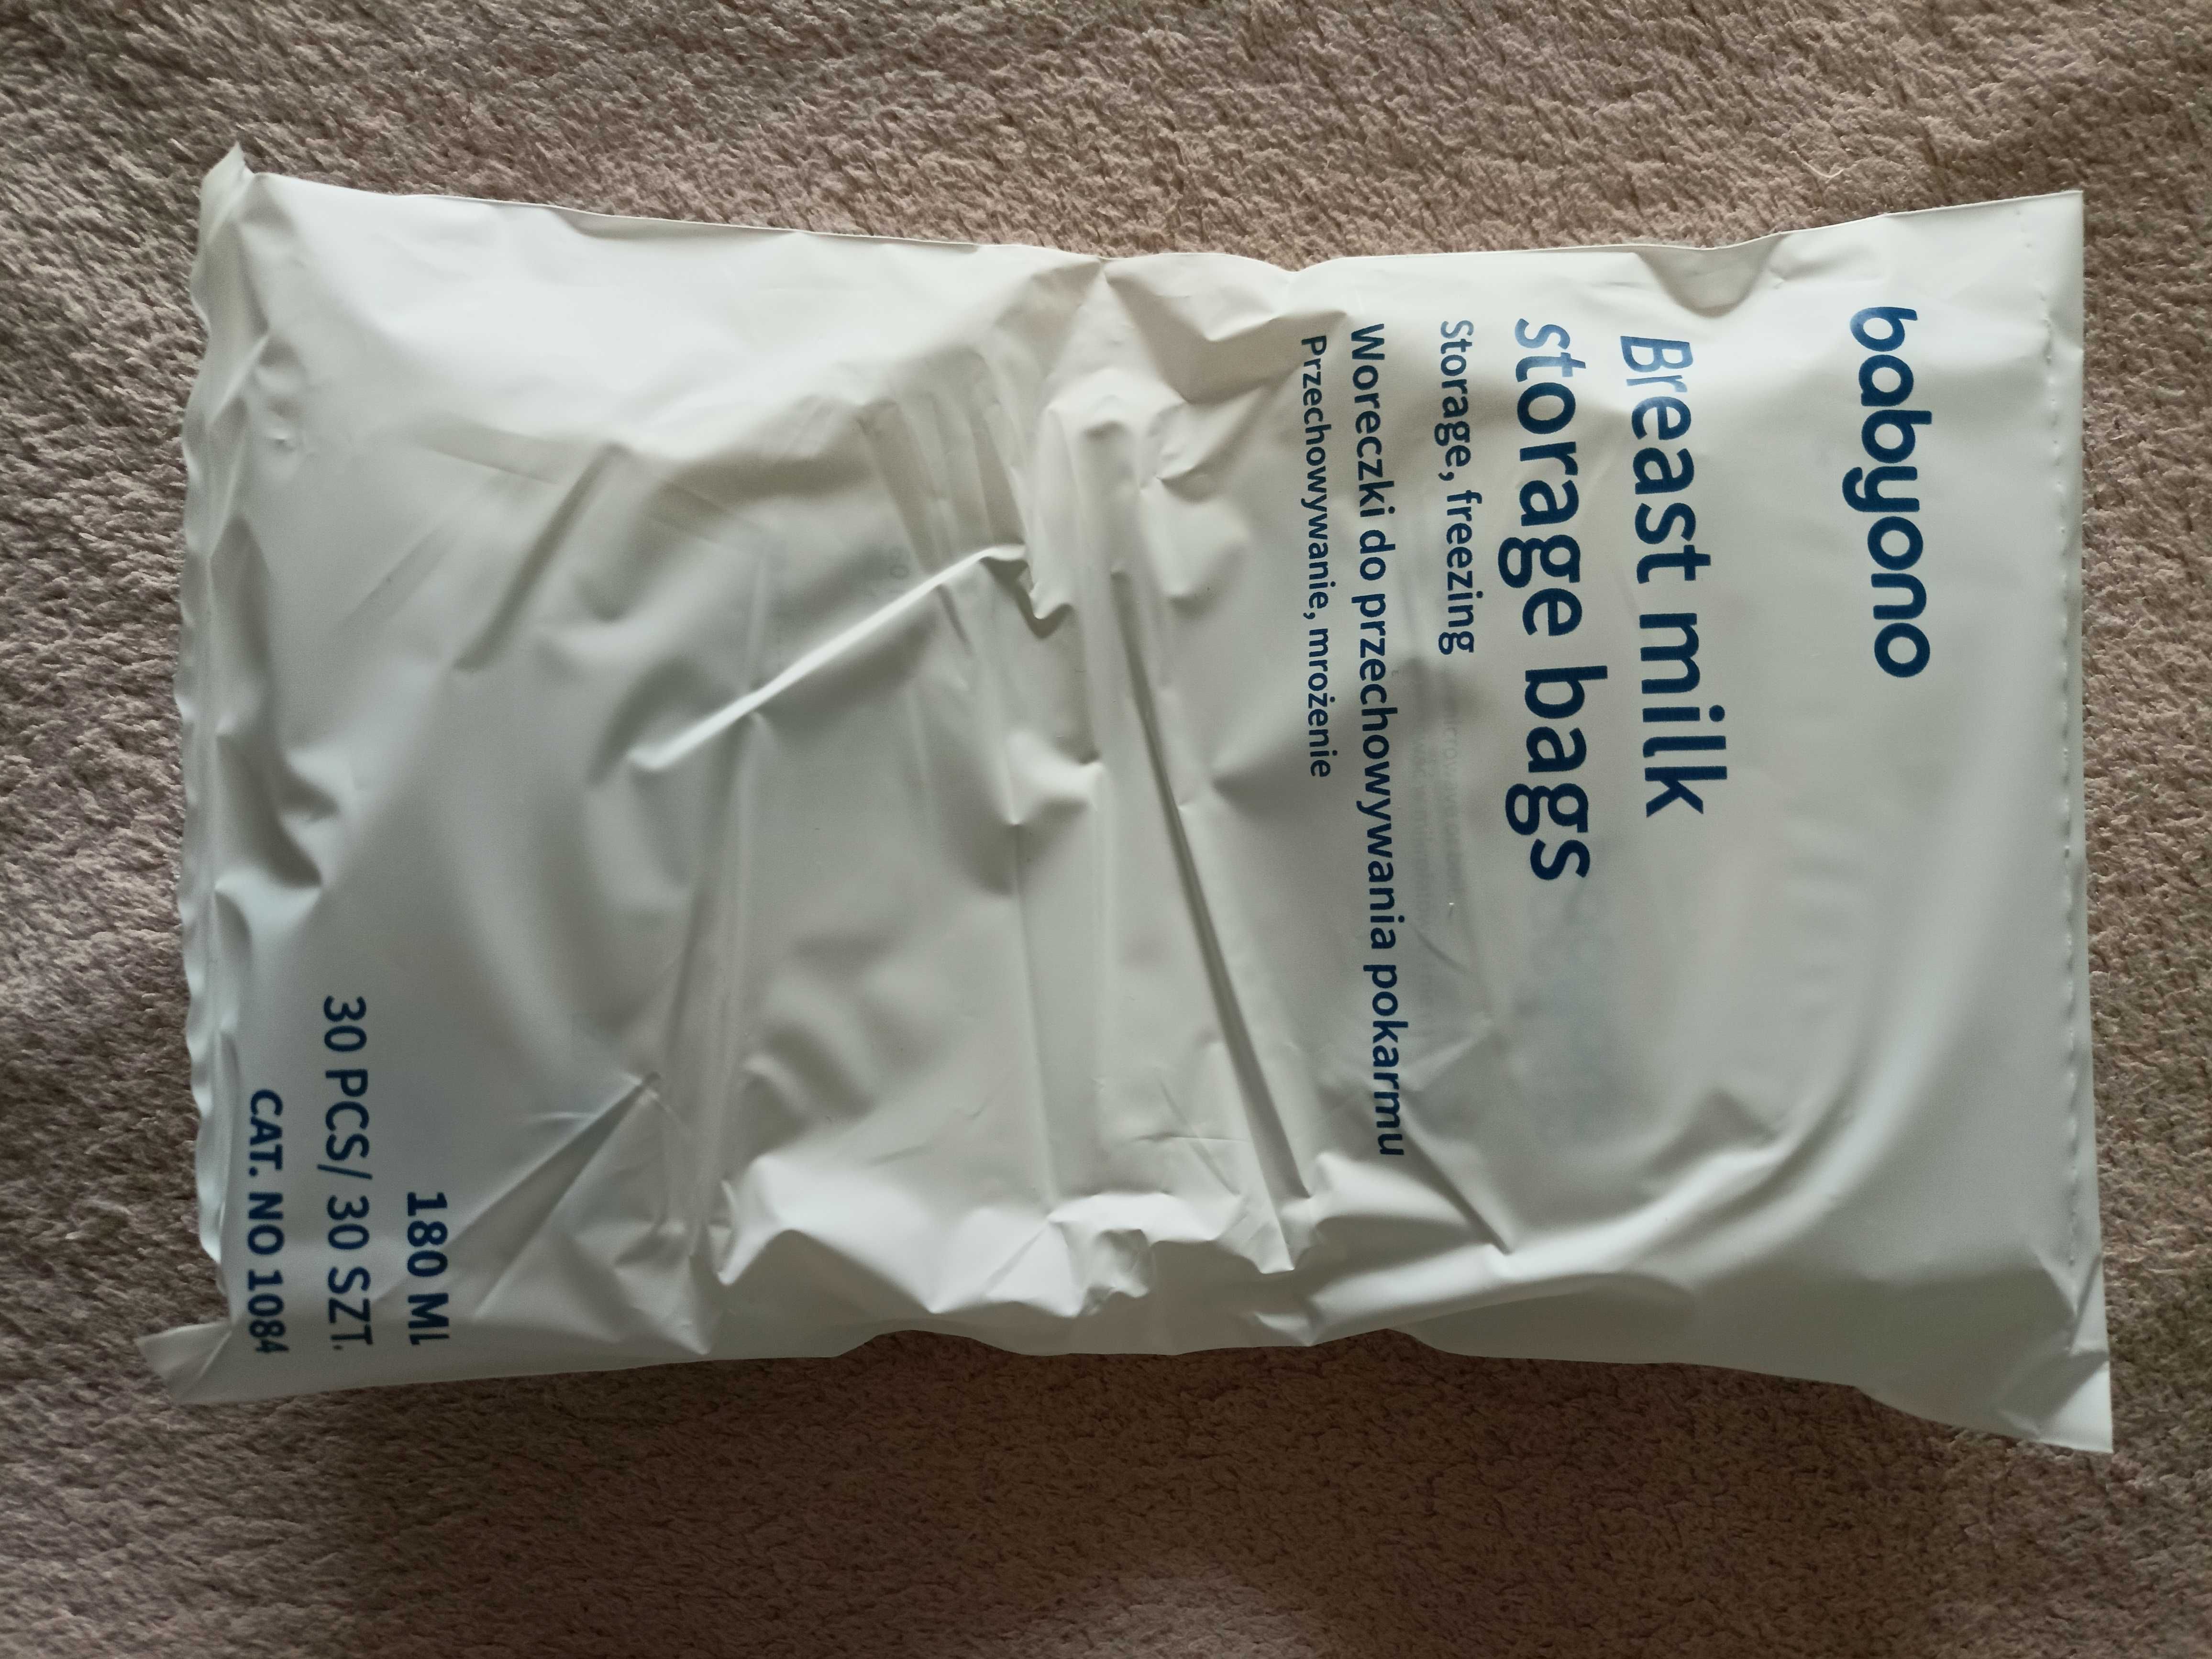 babyono
Breast milk
storage bags
Storage, freezing
Woreczki do przechowywania pokarmu
Przechowywanie, mrożenie
180 ML
30 PCS/ 30 SZT.
CAT. NO 1084